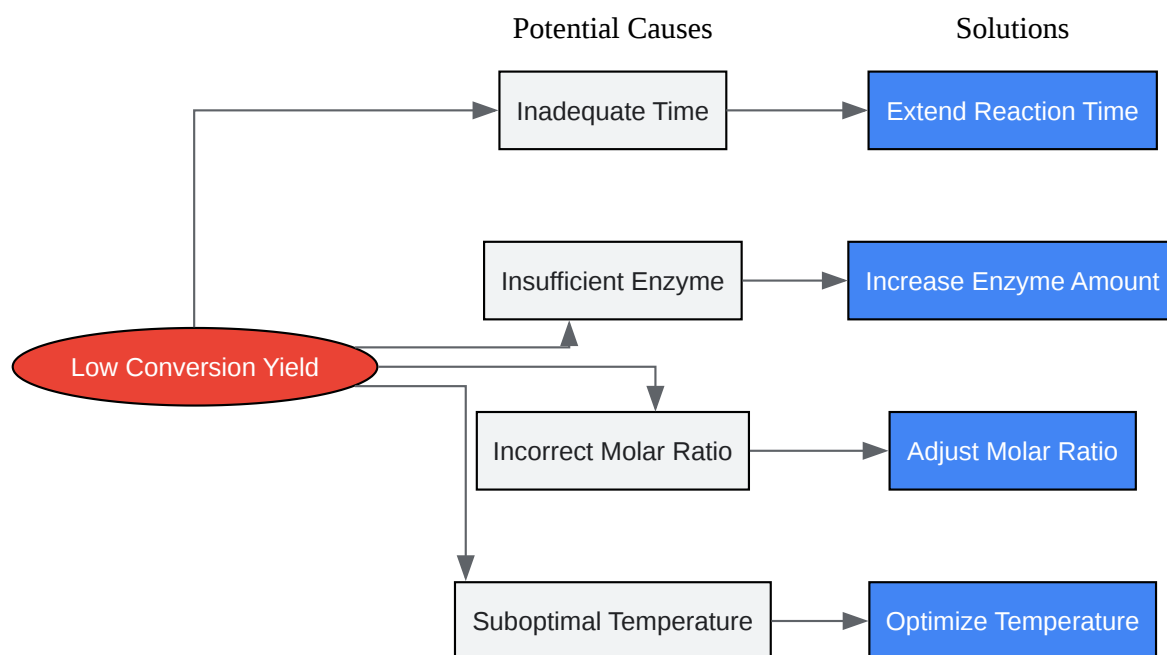 Potential Causes
Solutions
Inadequate Time
Extend Reaction Time
Insufficient Enzyme
Increase Enzyme Amount
Low Conversion Yield
Incorrect Molar Ratio
Adjust Molar Ratio
Suboptimal Temperature
Optimize Temperature